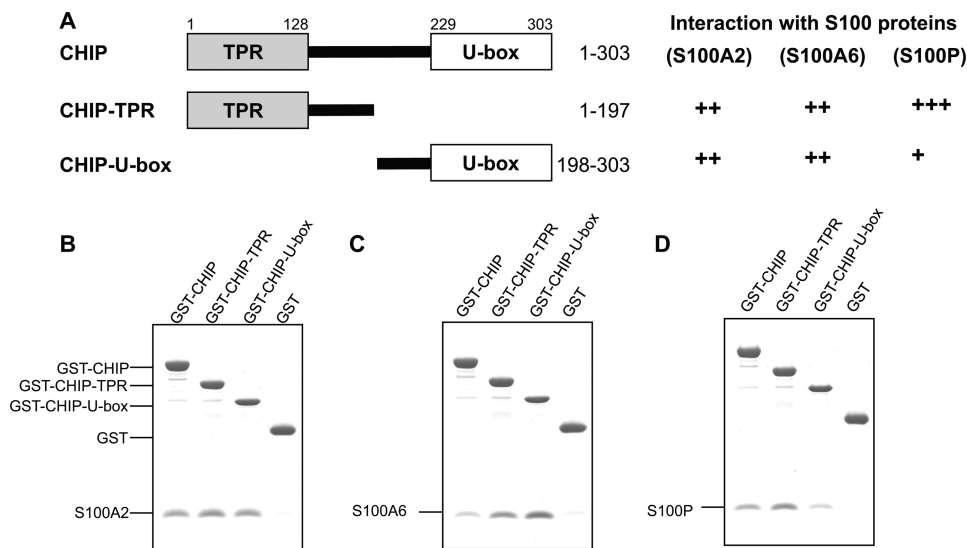 A
1 128 229 303
Interaction with S100 proteins
CHIP TPR U-box 1-303 (S100A2) (S100A6) (S100P)
CHIP-TPR TPR 1-197 ++ ++ +++
CHIP-U-box U-box 198-303 ++ ++ +
B
GST-CHIP
GST-CHIP-TPR
GST-CHIP-U-box
GST
GST-CHIP
GST-CHIP-TPR
GST-CHIP-U-box
GST
S100A2
C
GST-CHIP
GST-CHIP-TPR
GST-CHIP-U-box
GST
S100A6
D
GST-CHIP
GST-CHIP-TPR
GST-CHIP-U-box
GST
S100P